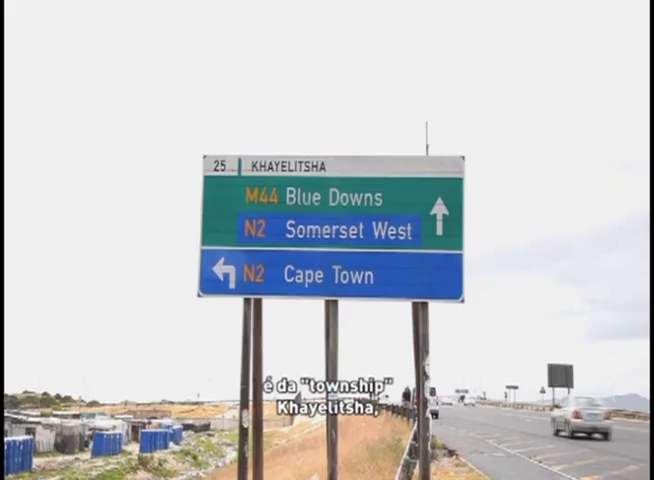 25 KHAYELITSHA
M44 Blue Downs
N2 Somerset West
N2 Cape Town
é da "township"
Khayelitsha,